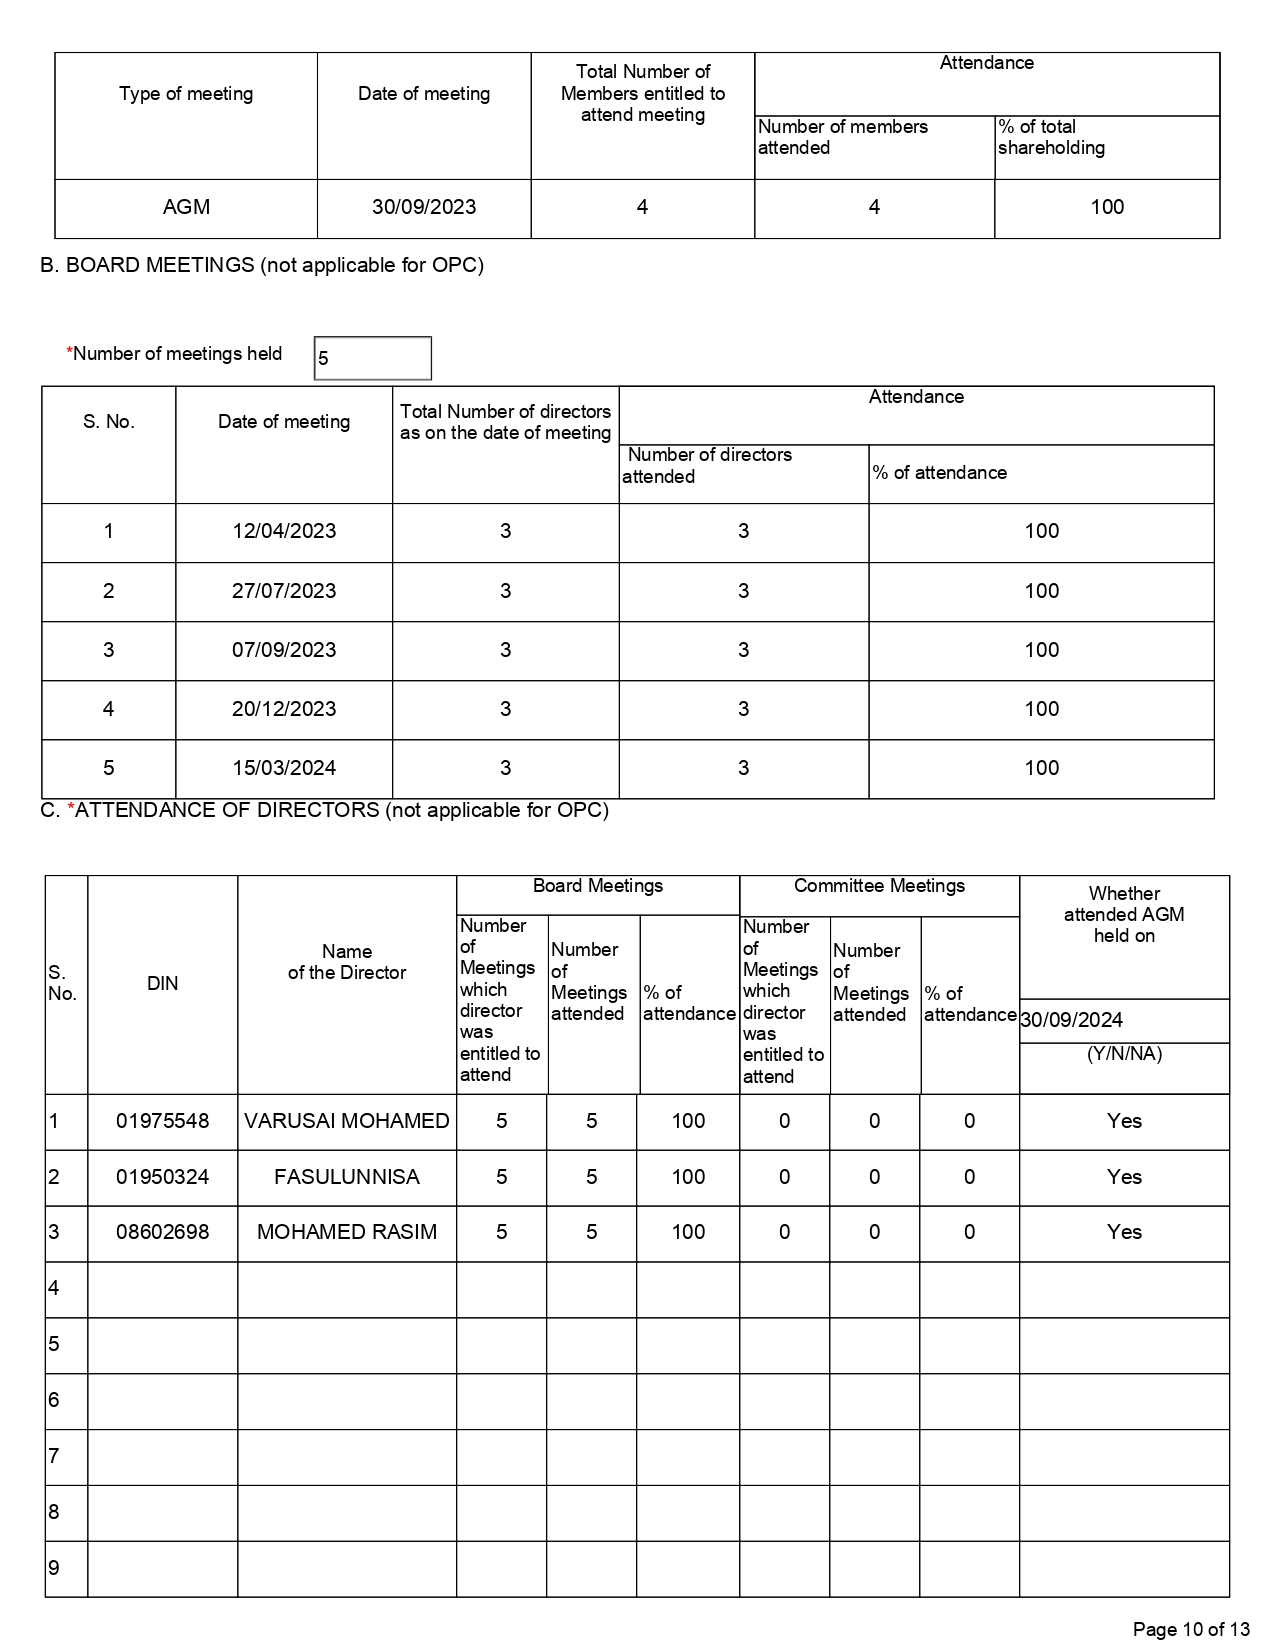 Type of meeting
Date of meeting
Total Number of
Members entitled to
attend meeting
Attendance
Number of members
attended
% of total
shareholding
AGM 30/09/2023 4 4 100
B. BOARD MEETINGS (not applicable for OPC)
*Number of meetings held 5
S. No.
Date of meeting
Total Number of directors
as on the date of meeting
Attendance
Number of directors
attended
% of attendance
1 12/04/2023 3 3 100
2 27/07/2023 3 3 100
3 07/09/2023 3 3 100
4 20/12/2023 3 3 100
5 15/03/2024 3 3 100
C. *ATTENDANCE OF DIRECTORS (not applicable for OPC)
S.
No.
DIN
Name
of the Director
Board Meetings
Number
of
Meetings
which
director
was
entitled to
attend
Number
of
Meetings
attended
% of
attendance
Committee Meetings
Number
of
Meetings
which
director
was
entitled to
attend
Number
of
Meetings
attended
% of
attendance
Whether
attended AGM
held on
30/09/2024
(Y/N/NA)
1 01975548 VARUSAI MOHAMED 5 5 100 0 0 0 Yes
2 01950324 FASULUNNISA 5 5 100 0 0 0 Yes
3 08602698 MOHAMED RASIM 5 5 100 0 0 0 Yes
4
5
6
7
8
9
Page 10 of 13